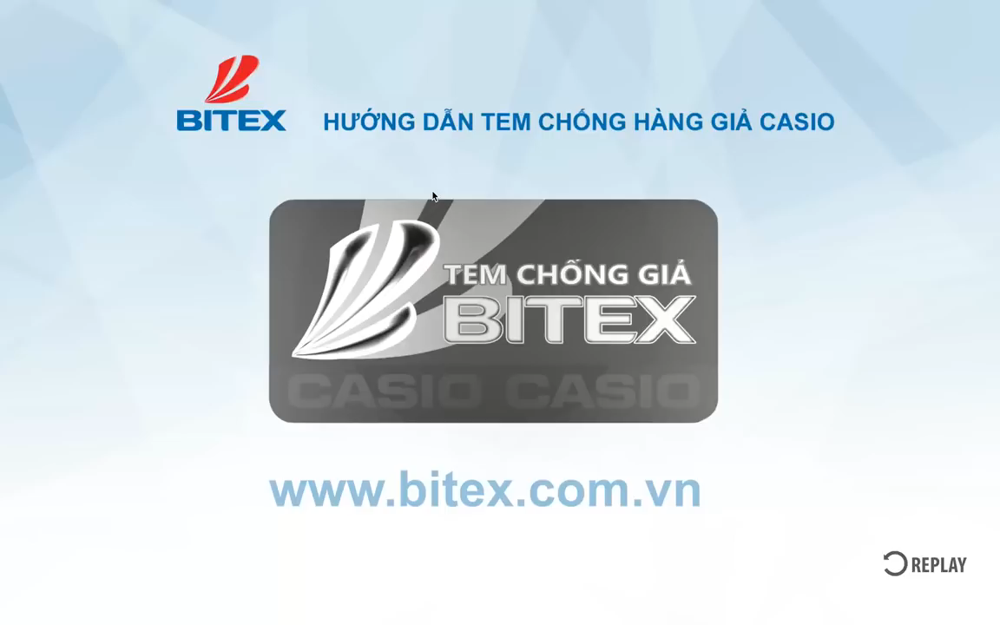 BITEX
HƯỚNG DẪN TEM CHỐNG HÀNG GIẢ CASIO
TEM CHỐNG GIẢ
BITEX
CASIO CASIO
www.bitex.com.vn
REPLAY